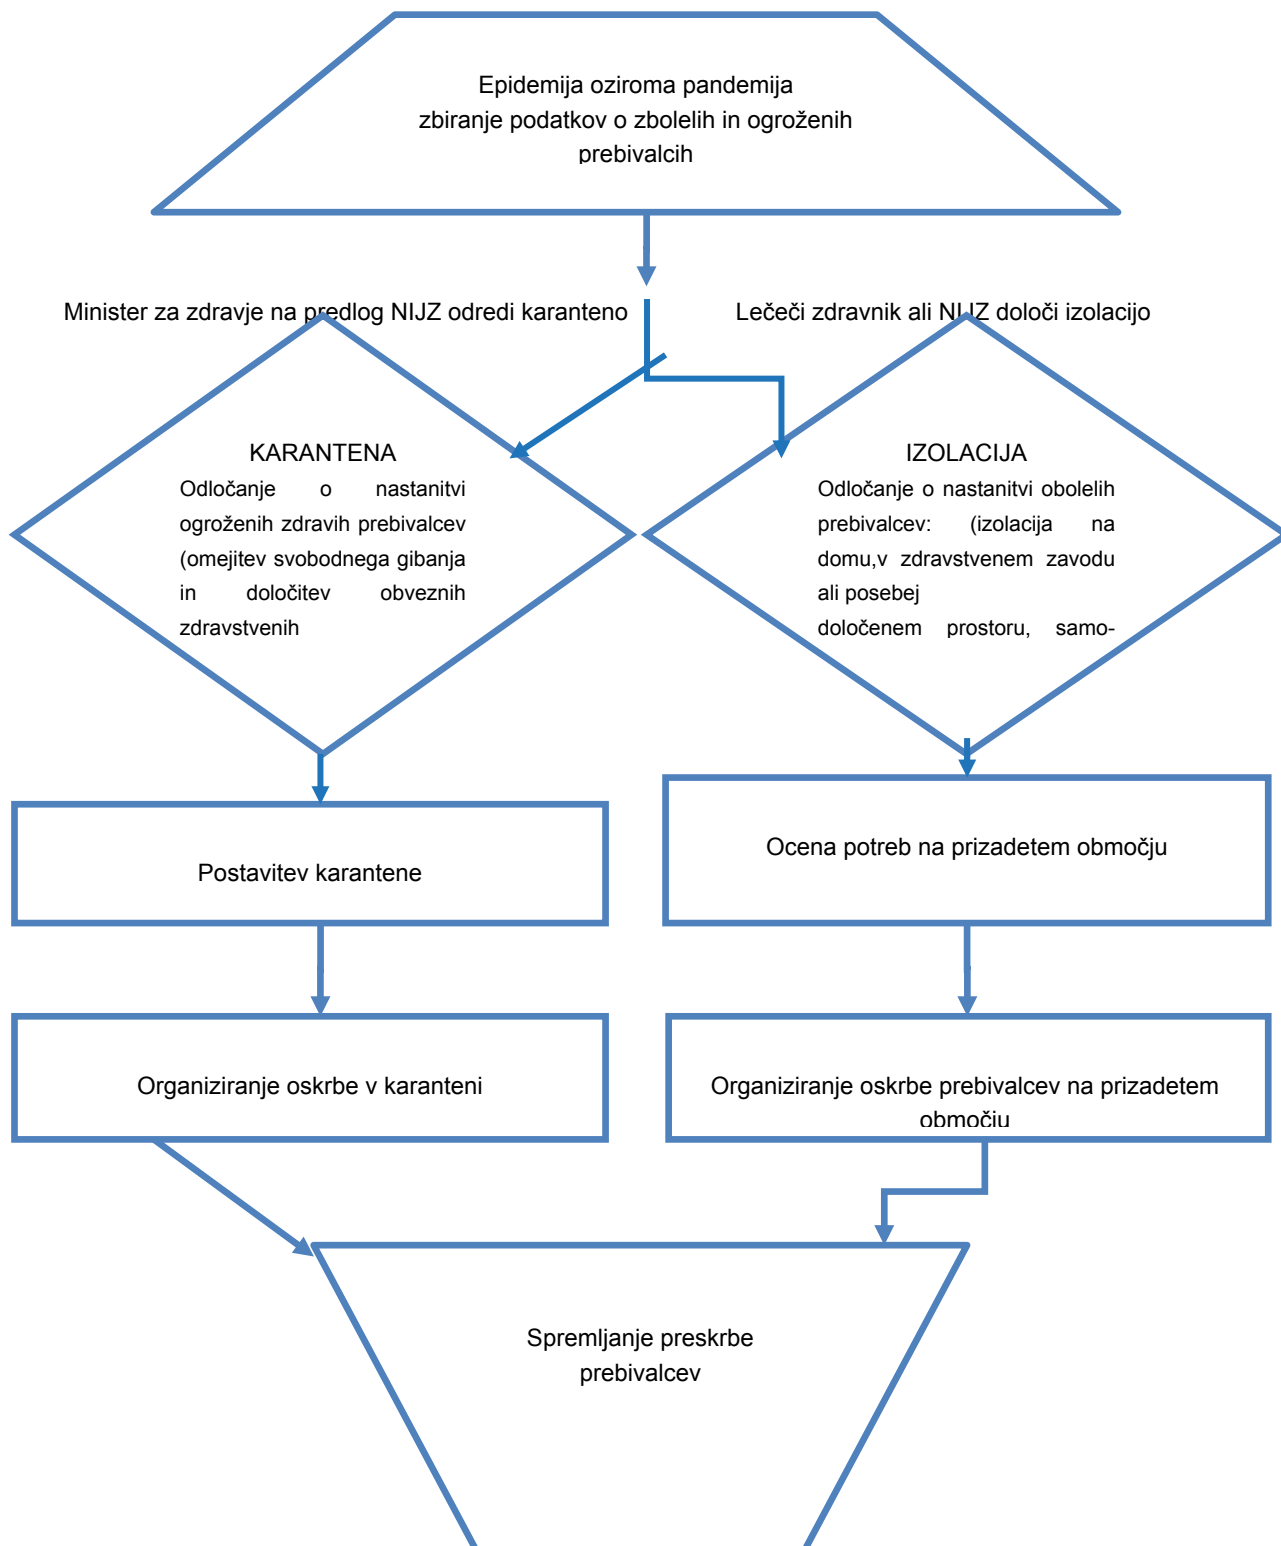 Epidemija oziroma pandemija
zbiranje podatkov o zbolelih in ogroženih
prebivalcih
Minister za zdravje na predlog NIJZ odredi karanteno
Lečeči zdravnik ali NIJZ določi izolacijo
KARANTENA
Odločanje o nastanitvi
ogroženih zdravih prebivalcev
(omejitev svobodnega gibanja
in določitev obveznih
zdravstvenih
IZOLACIJA
Odločanje o nastanitvi obolelih
prebivalcev: (izolacija na
domu,v zdravstvenem zavodu
ali posebej
določenem prostoru, samo-
Postavitev karantene
Ocena potreb na prizadetem območju
Organiziranje oskrbe v karanteni
Organiziranje oskrbe prebivalcev na prizadetem
območju
Spremljanje preskrbe
prebivalcev